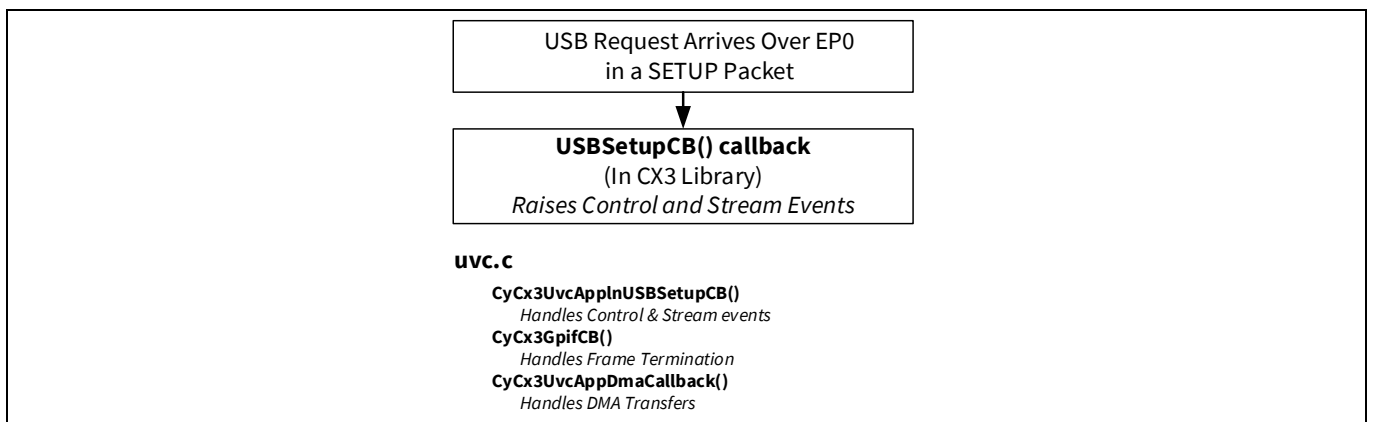 USB Request Arrives Over EP0
in a SETUP Packet
USBSetupCB() callback
(In CX3 Library)
Raises Control and Stream Events
uvc.c
CyCx3UvcApplnUSBSetupCB()
Handles Control & Stream events
CyCx3GpifCB()
Handles Frame Termination
CyCx3UvcAppDmaCallback()
Handles DMA Transfers